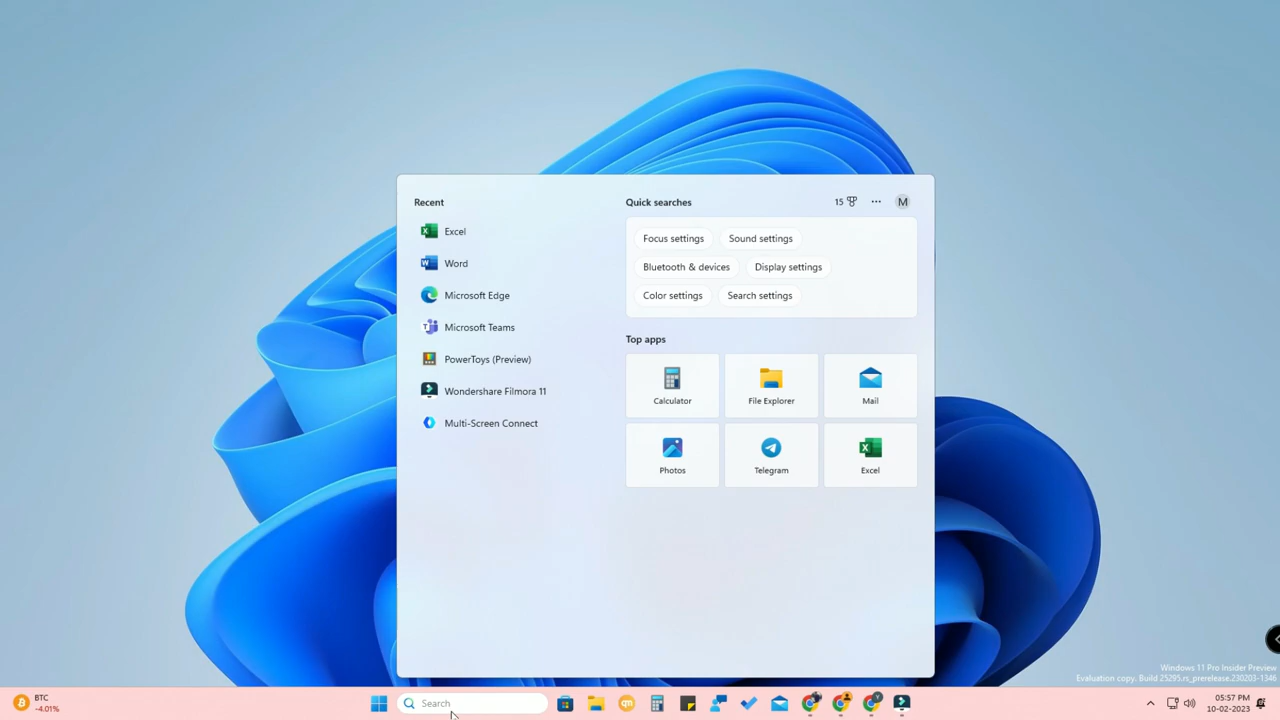 Recent
Excel
Word
Microsoft Edge
Microsoft Teams
PowerToys (Preview)
Wondershare Filmora 11
Multi-Screen Connect
Quick searches
15
M
Focus settings
Sound settings
Bluetooth & devices
Display settings
Color settings
Search settings
Top apps
Calculator
File Explorer
Mail
Photos
Telegram
Excel
Windows 11 Pro Insider Preview
Evaluation copy. Build 25295.rs_prerelease.230203-1346
BTC
-4.01%
Search
05:57 PM
10-02-2023